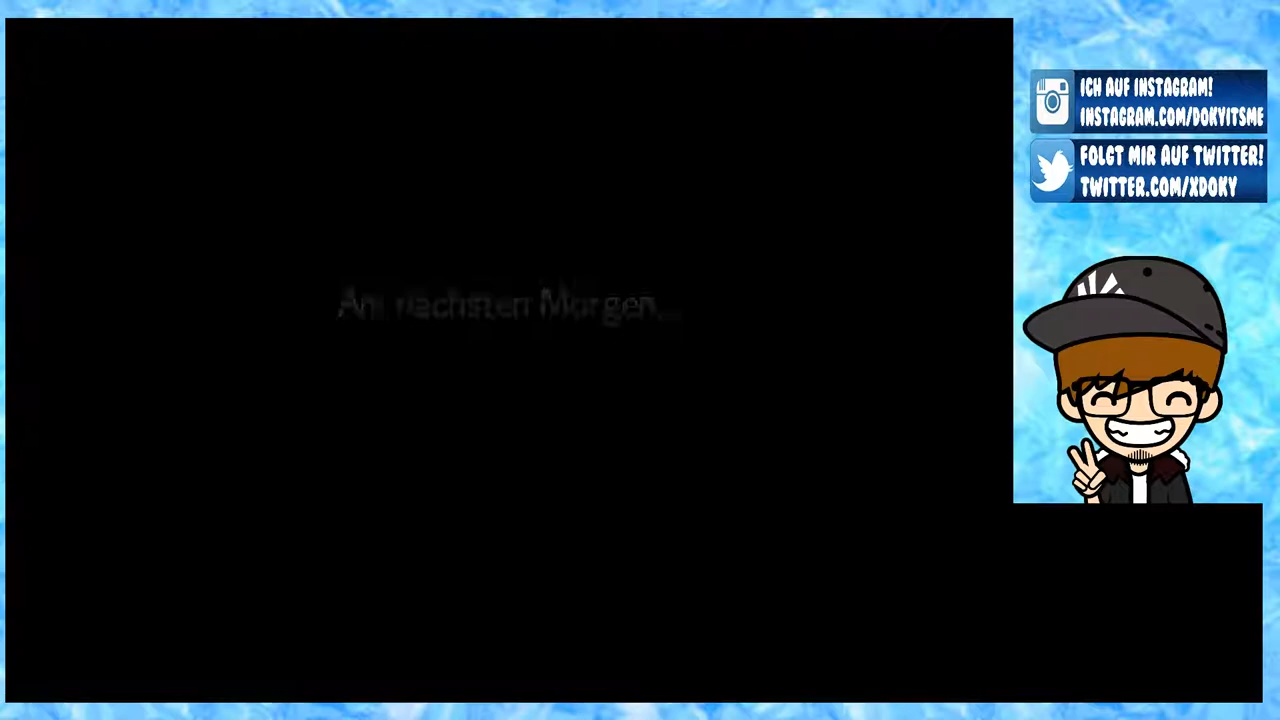 Am nächsten Morgen...
ICH AUF INSTAGRAM!
INSTAGRAM.COM/DOKYITSME
FOLGT MIR AUF TWITTER!
TWITTER.COM/XDOKY